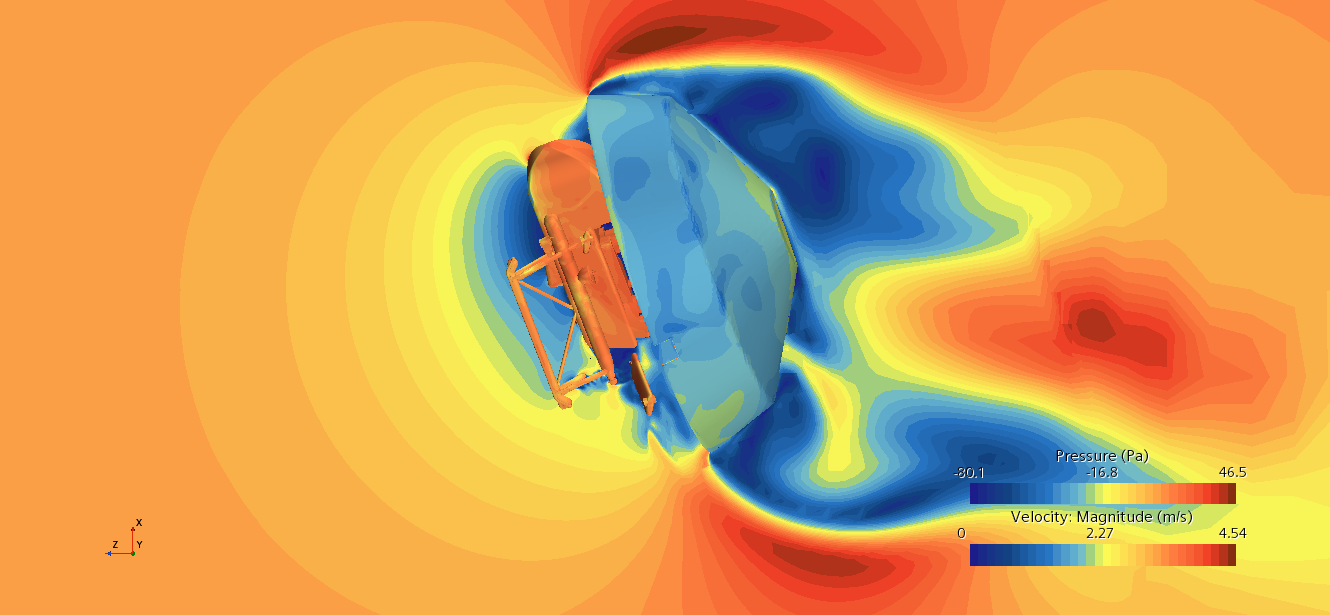 Pressure (Pa)
-80.1 -16.8 46.5
Velocity: Magnitude (m/s)
0 2.27 4.54
X
Z Y